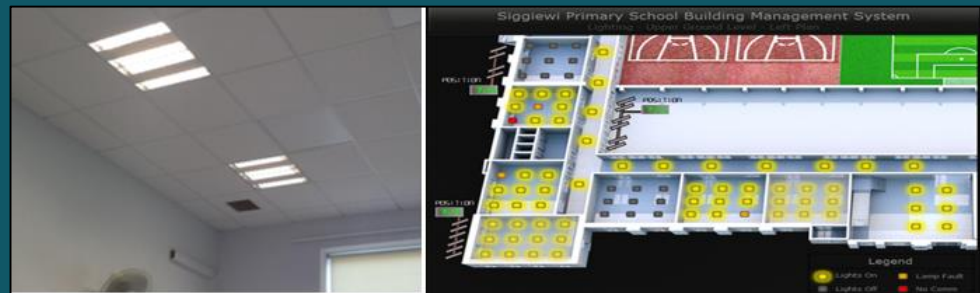 Siggiewi Primary School Building Management System
Lighting - Upper Ground Level - Left Plan
POSITION
POSITION
POSITION
Legend
Lights On
Lamp Fault
Lights Off
No Comm